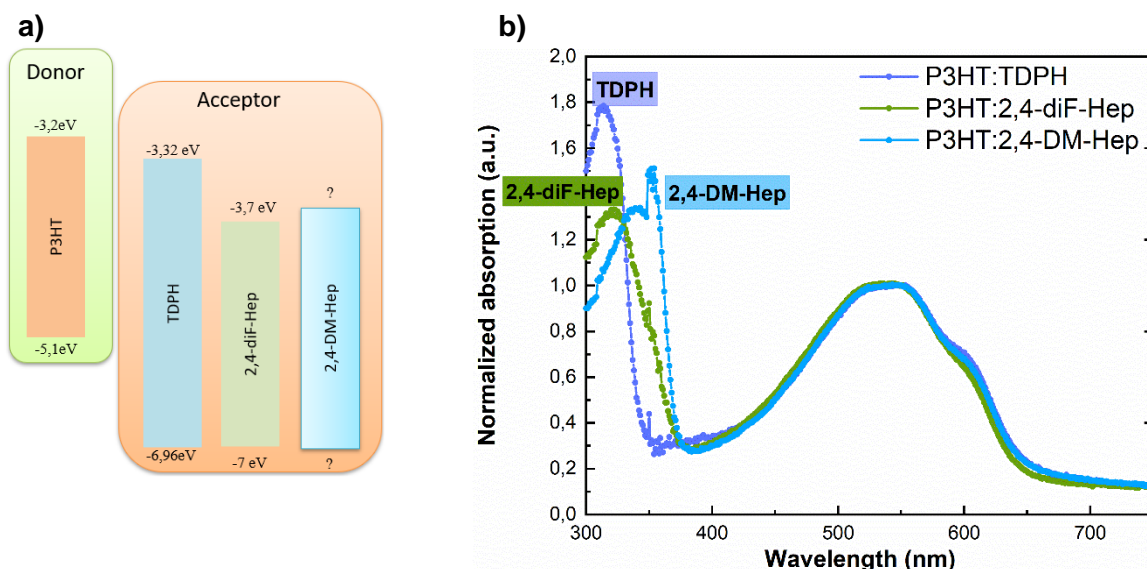 a)
Donor
Acceptor
-3,2eV
P3HT
-5,1eV
-3,32 eV
TDPH
-6,96eV
-3,7 eV
2,4-diF-Hep
-7 eV
?
2,4-DM-Hep
?
b)
Normalized absorption (a.u.)
2,0
1,8
1,6
1,4
1,2
1,0
0,8
0,6
0,4
0,2
0,0
TDPH
2,4-diF-Hep
2,4-DM-Hep
P3HT:TDPH
P3HT:2,4-diF-Hep
P3HT:2,4-DM-Hep
300 400 500 600 700
Wavelength (nm)